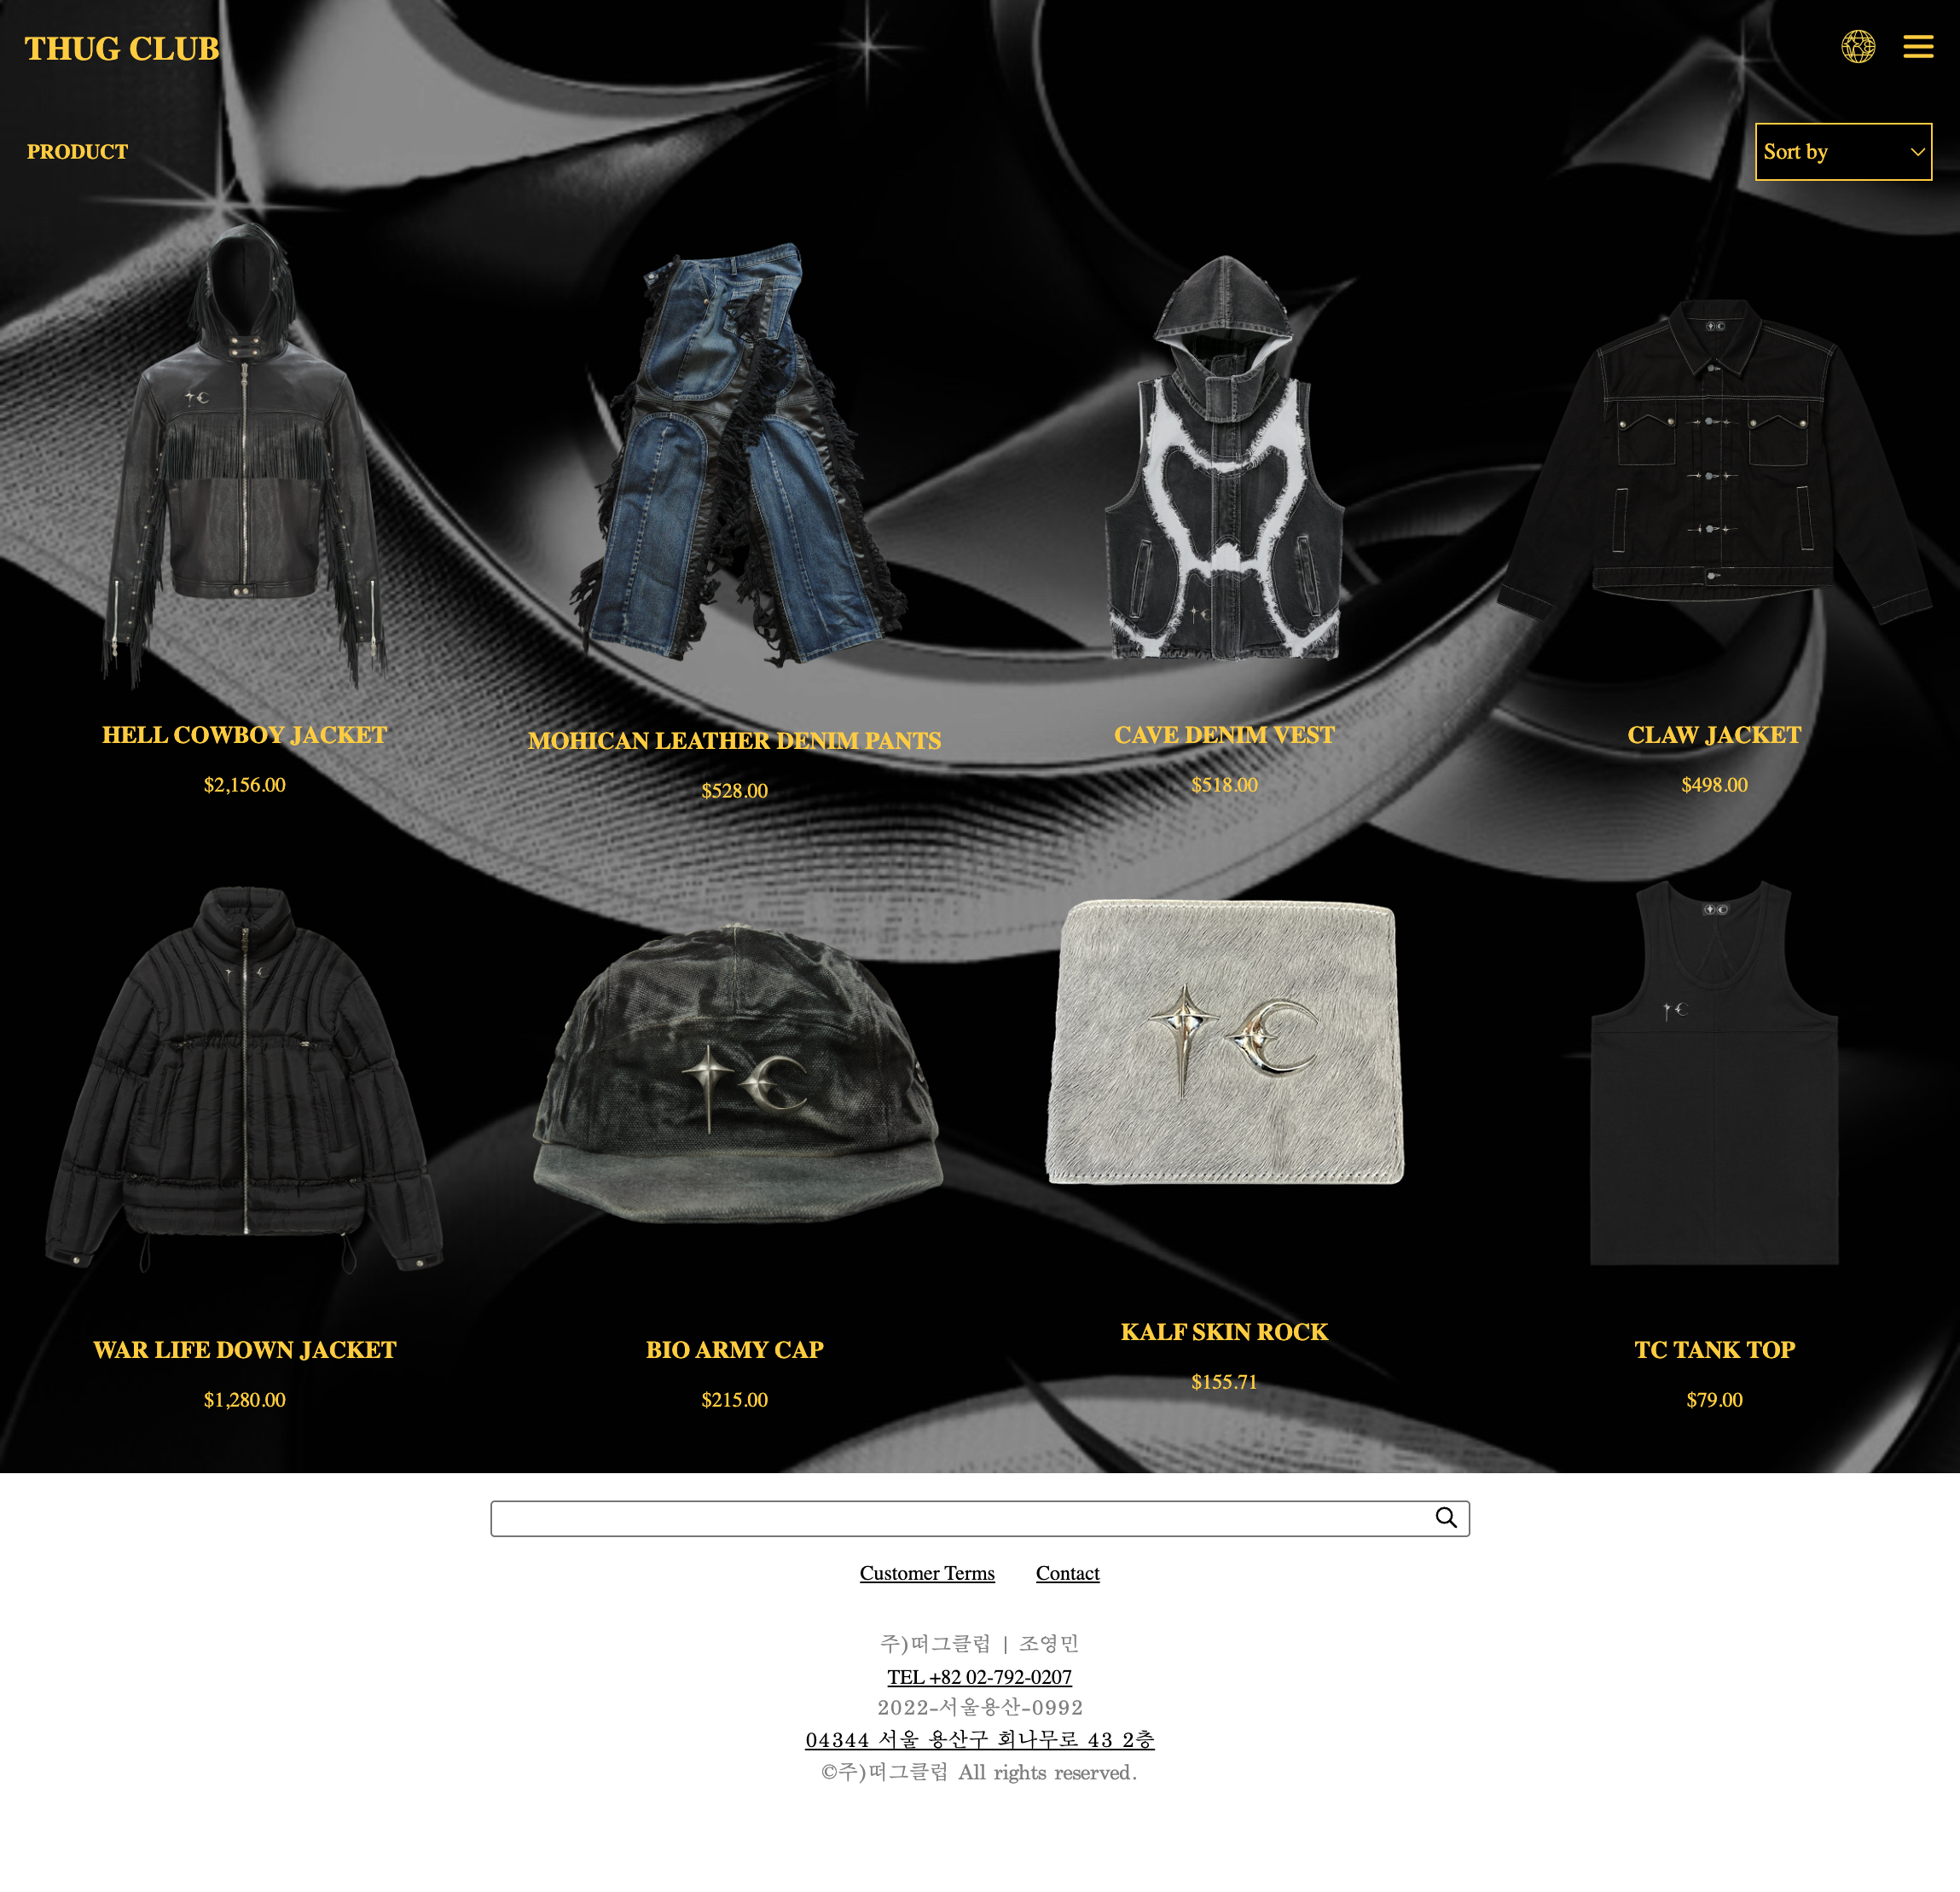 THUG CLUB
PRODUCT
Sort by
HELL COWBOY JACKET
$2,156.00
MOHICAN LEATHER DENIM PANTS
$528.00
CAVE DENIM VEST
$518.00
CLAW JACKET
$498.00
WAR LIFE DOWN JACKET
$1,280.00
BIO ARMY CAP
$215.00
KALF SKIN ROCK
$155.71
TC TANK TOP
$79.00
Customer Terms Contact
주)떠그클럽 | 조영민
TEL +82 02-792-0207
2022-서울용산-0992
04344 서울 용산구 회나무로 43 2층
©주)떠그클럽 All rights reserved.